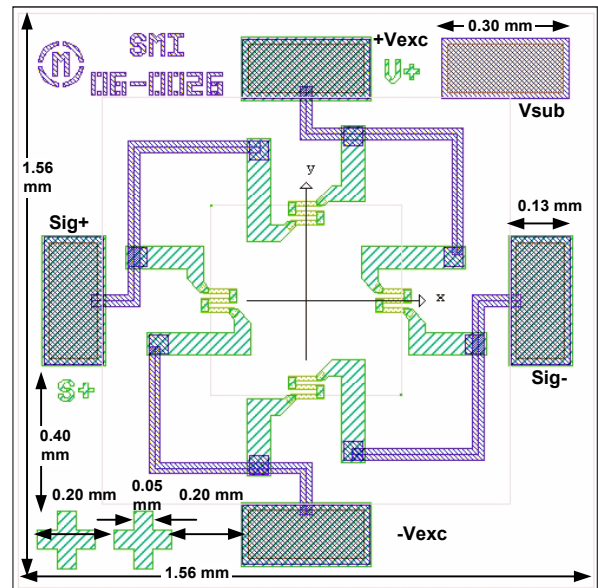 SMI
06-0026
M
+Vexc
V+
0.30 mm
Vsub
1.56
mm
y
0.13 mm
Sig+
x
S+
Sig-
0.40
mm
0.20 mm
0.05
mm
0.20 mm
-Vexc
1.56 mm